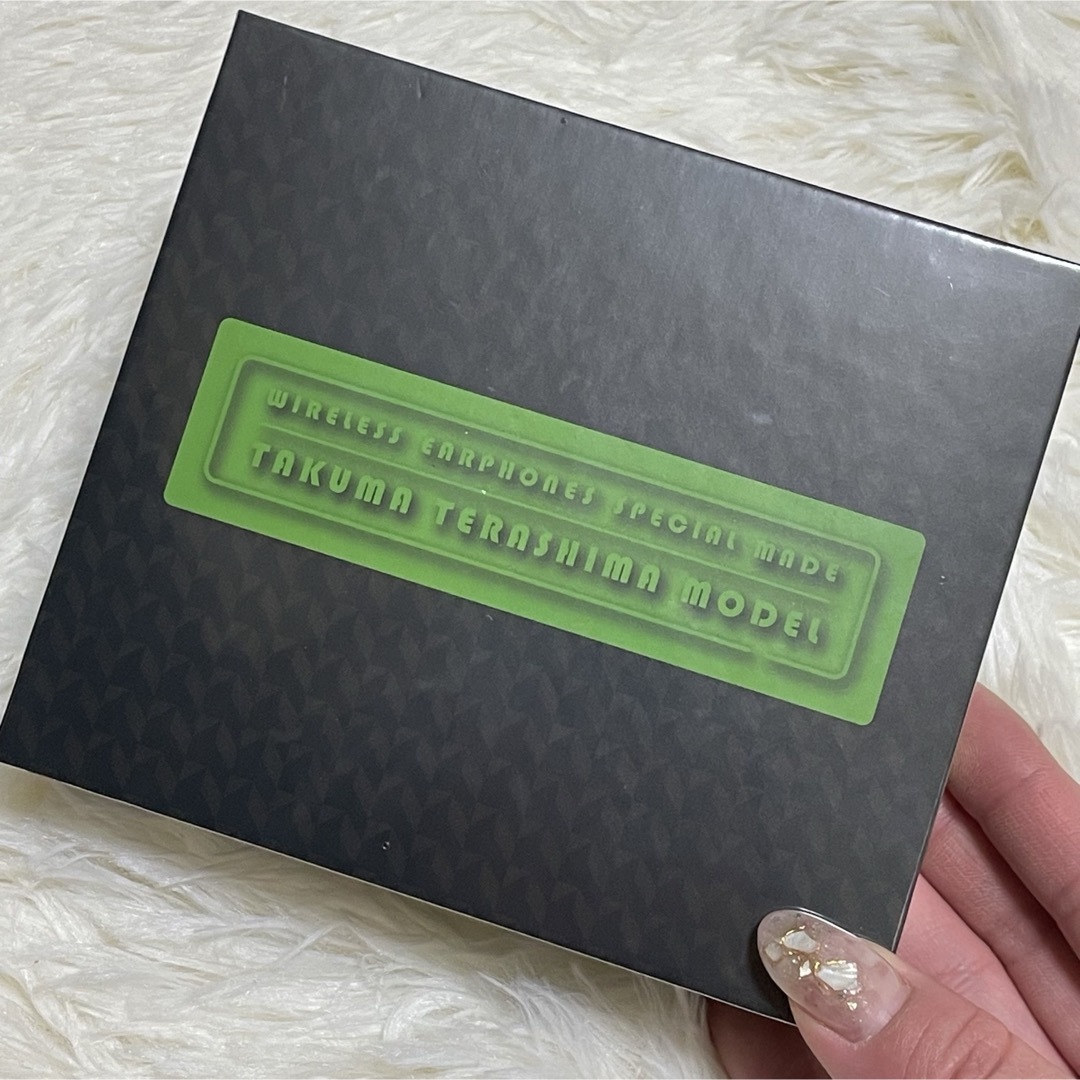 WIRELESS EARPHONES SPECIAL MADE
TAKUMA TERASHIMA MODEL